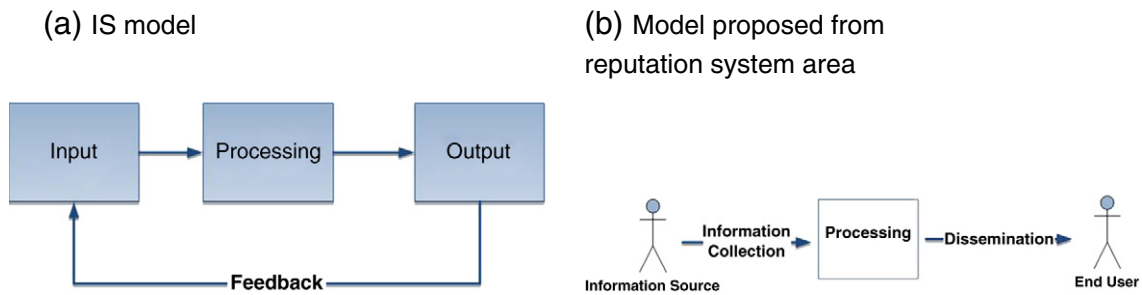 (a) IS model
Input
Processing
Output
Feedback
(b) Model proposed from
reputation system area
Information Source
Information
Collection
Processing
Dissemination
End User